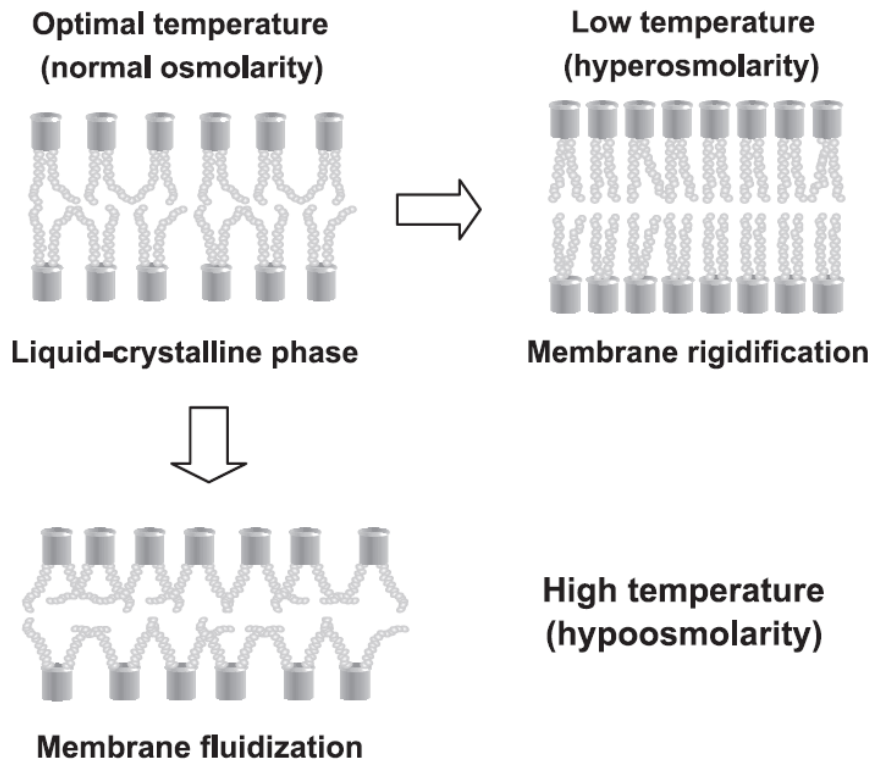 Optimal temperature
(normal osmolarity)
Low temperature
(hyperosmolarity)
Liquid-crystalline phase
Membrane rigidification
High temperature
(hypoosmolarity)
Membrane fluidization